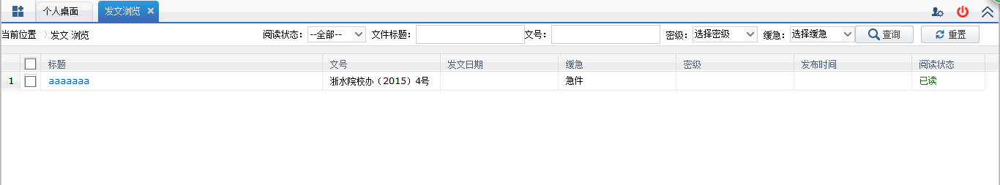 个人桌面 发文浏览
当前位置 发文 浏览 阅读状态： --全部-- 文件标题： 文号： 密级： 选择密级 缓急： 选择缓急 查询 重置
标题 文号 发文日期 缓急 密级 发布时间 阅读状态
1 aaaaaaa 浙水院校办（2015）4号 急件 已读